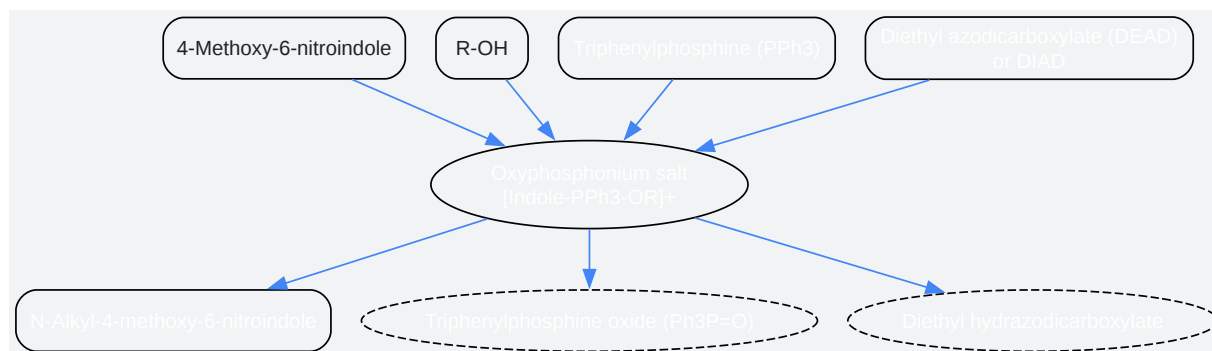 4-Methoxy-6-nitroindole
R-OH
Triphenylphosphine (PPh3)
Diethyl azodicarboxylate (DEAD)
or DIAD
Oxyphosphonium salt
[Indole-PPh3-OR]+
N-Alkyl-4-methoxy-6-nitroindole
Triphenylphosphine oxide (Ph3P=O)
Diethyl hydrazodicarboxylate